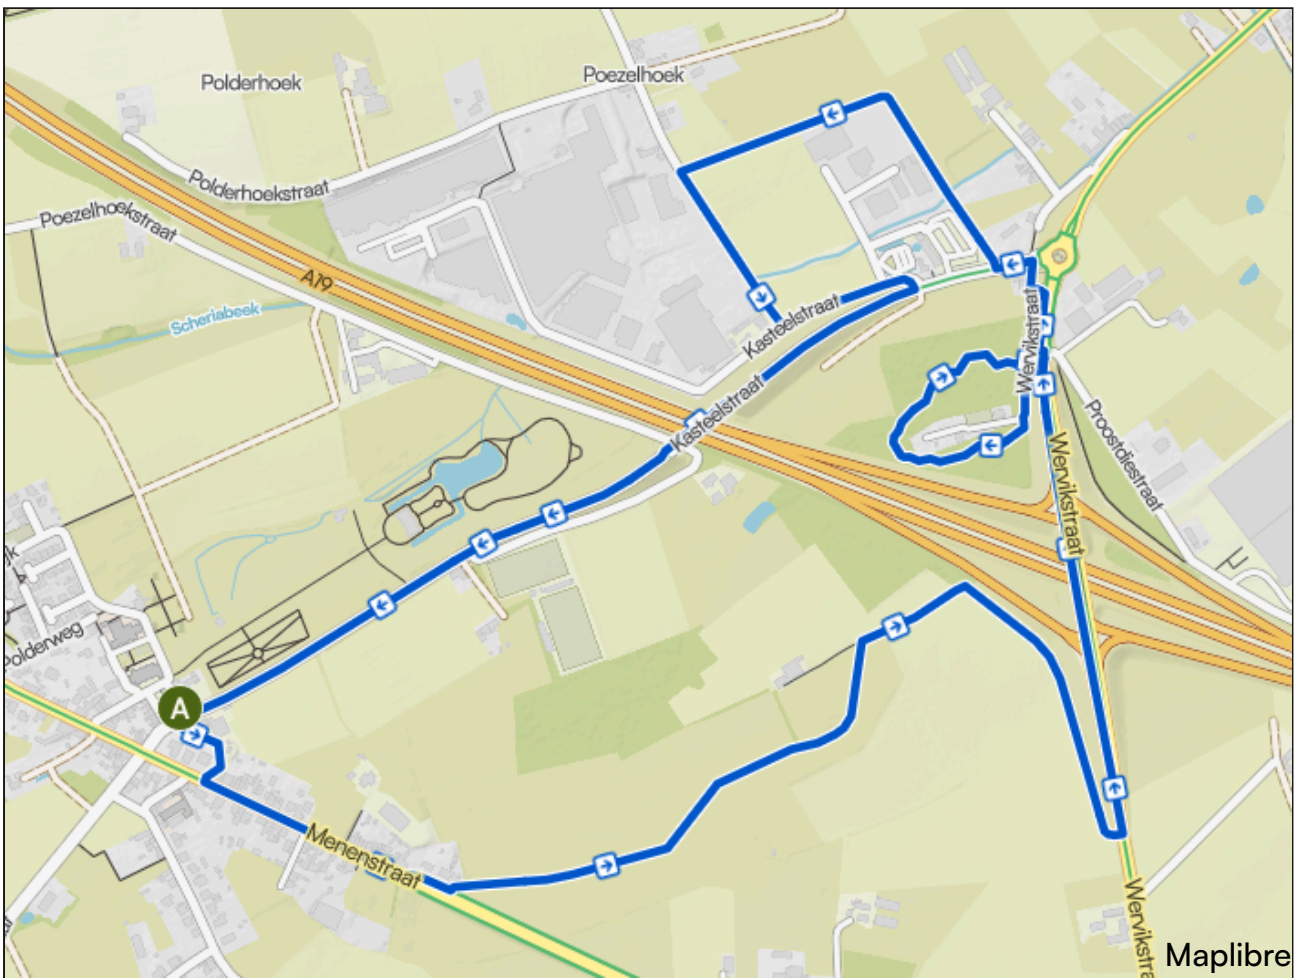 Polderhoek
Poezelhoek
Polderhoekstraat
Poezelhoekstraat
A19
Scheriabeek
Kasteelstraat
Kasteelstraat
Wervikstraat
Proostdiestraat
Wervikstraat
Polderweg
A
Menenstraat
Wervikstra
Maplibre